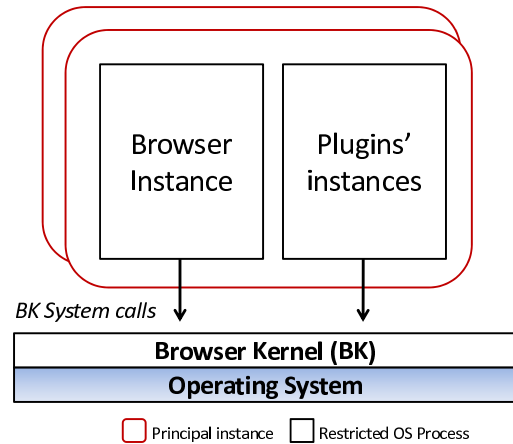 Browser
Instance
Plugins'
instances
BK System calls
Browser Kernel (BK)
Operating System
Principal instance
Restricted OS Process